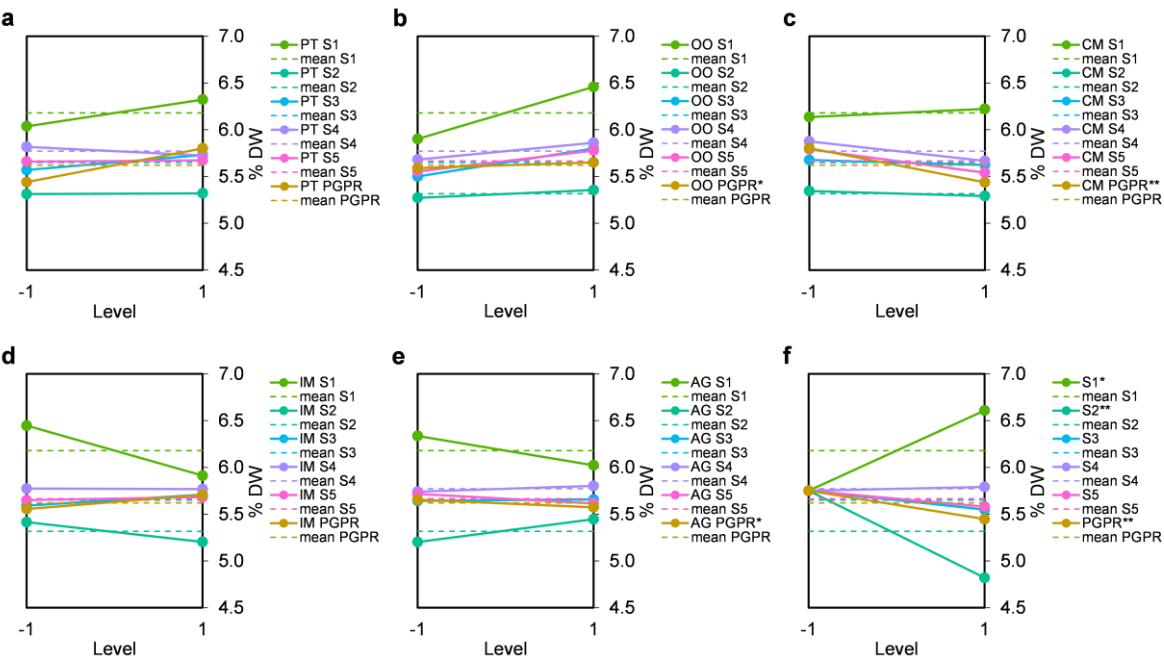 a
7.0
6.5
6.0
5.5
5.0
4.5
% DW
-1
1
Level
PT S1
mean S1
PT S2
mean S2
PT S3
mean S3
PT S4
mean S4
PT S5
mean S5
PT PGPR
mean PGPR
b
7.0
6.5
6.0
5.5
5.0
4.5
% DW
-1
1
Level
OO S1
mean S1
OO S2
mean S2
OO S3
mean S3
OO S4
mean S4
OO S5
mean S5
OO PGPR*
mean PGPR
c
7.0
6.5
6.0
5.5
5.0
4.5
% DW
-1
1
Level
CM S1
mean S1
CM S2
mean S2
CM S3
mean S3
CM S4
mean S4
CM S5
mean S5
CM PGPR**
mean PGPR
d
7.0
6.5
6.0
5.5
5.0
4.5
% DW
-1
1
Level
IM S1
mean S1
IM S2
mean S2
IM S3
mean S3
IM S4
mean S4
IM S5
mean S5
IM PGPR
mean PGPR
e
7.0
6.5
6.0
5.5
5.0
4.5
% DW
-1
1
Level
AG S1
mean S1
AG S2
mean S2
AG S3
mean S3
AG S4
mean S4
AG S5
mean S5
AG PGPR*
mean PGPR
f
7.0
6.5
6.0
5.5
5.0
4.5
% DW
-1
1
Level
S1*
mean S1
S2**
mean S2
S3
mean S3
S4
mean S4
S5
mean S5
PGPR**
mean PGPR